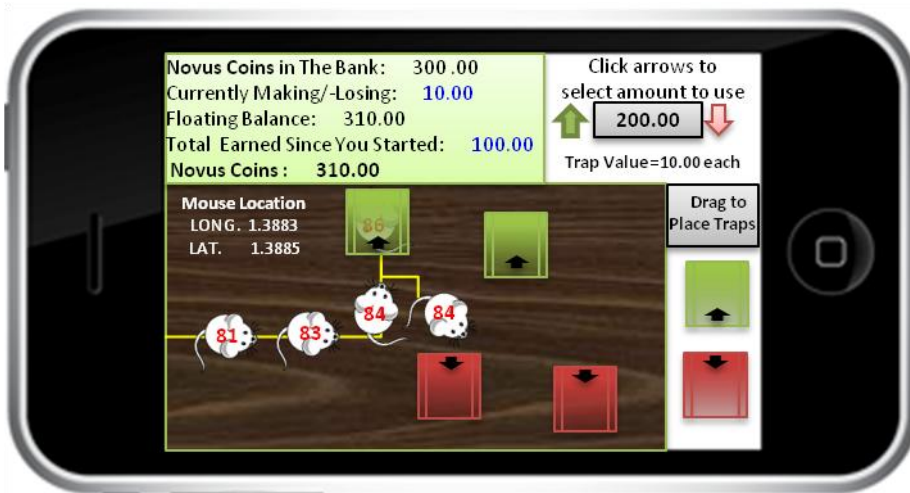 Novus Coins in The Bank: 300 .00
Currently Making/-Losing: 10.00
Floating Balance: 310.00
Total Earned Since You Started: 100.00
Novus Coins : 310.00
Click arrows to
select amount to use
200.00
Trap Value=10.00 each
Mouse Location
LONG. 1.3883
LAT. 1.3885
Drag to
Place Traps
86
84
84
81
83